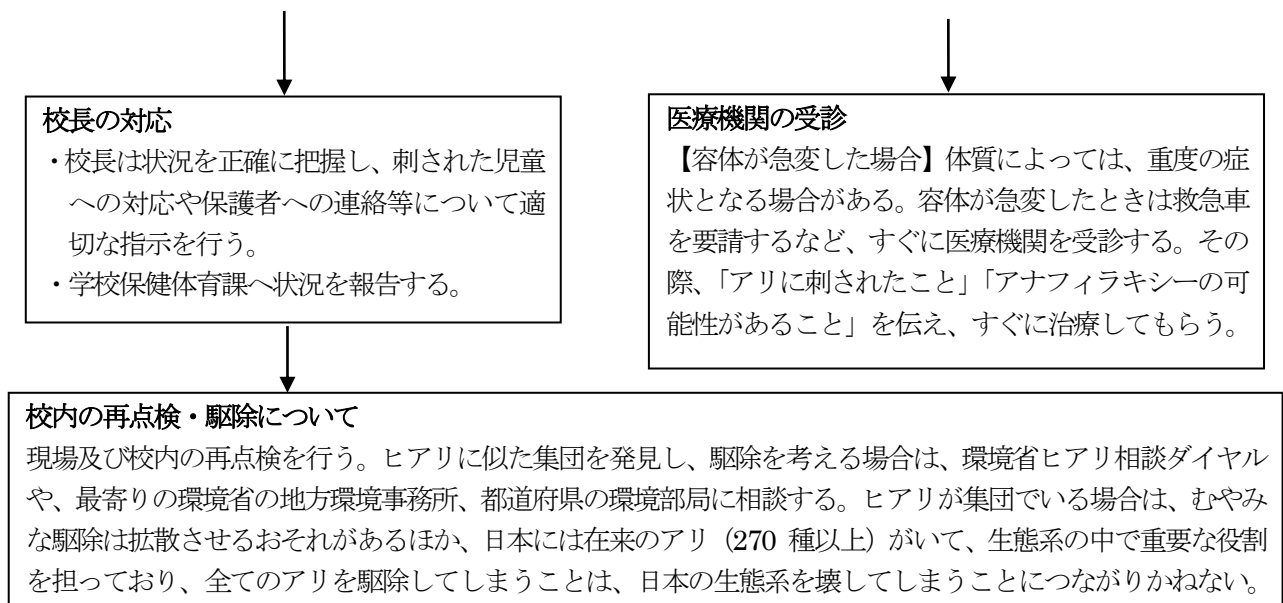 校長の対応
・校長は状況を正確に把握し、刺された児童
への対応や保護者への連絡等について適
切な指示を行う。
・学校保健体育課へ状況を報告する。
医療機関の受診
【容体が急変した場合】体質によっては、重度の症
状となる場合がある。容体が急変したときは救急車
を要請するなど、すぐに医療機関を受診する。その
際、「アリに刺されたこと」「アナフィラキシーの可
能性があること」を伝え、すぐに治療してもらう。
校内の再点検・駆除について
現場及び校内の再点検を行う。ヒアリに似た集団を発見し、駆除を考える場合は、環境省ヒアリ相談ダイヤル
や、最寄りの環境省の地方環境事務所、都道府県の環境部局に相談する。ヒアリが集団でいる場合は、むやみ
な駆除は拡散させるおそれがあるほか、日本には在来のアリ（270 種以上）がいて、生態系の中で重要な役割
を担っており、全てのアリを駆除してしまうことは、日本の生態系を壊してしまうことにつながりかねない。